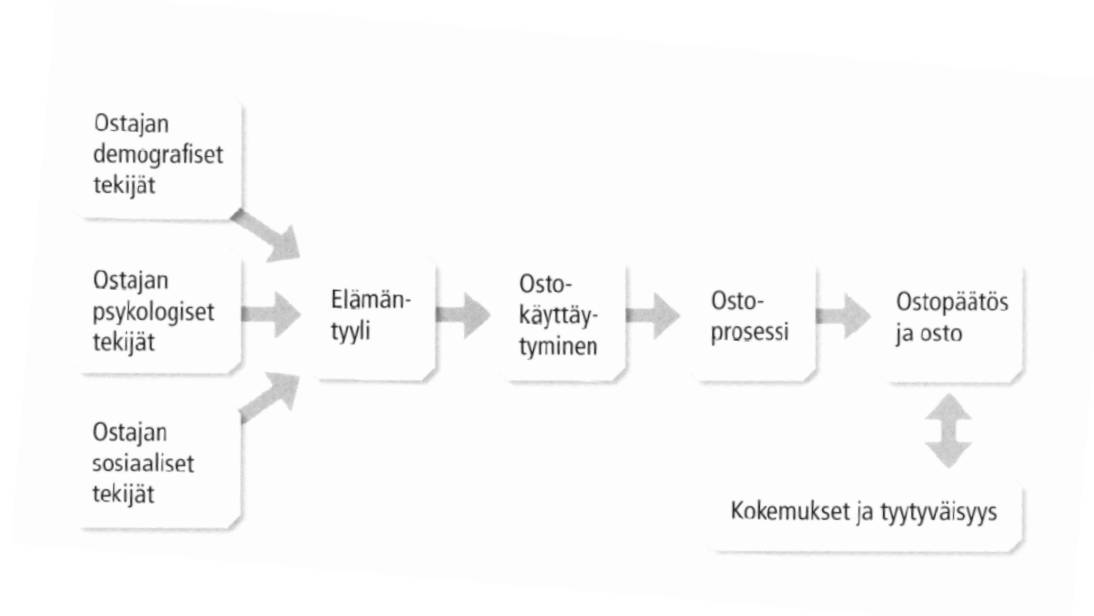 Ostajan
demografiset
tekijät
Ostajan
psykologiset
tekijät
Ostajan
sosiaaliset
tekijät
Elämän-
tyyli
Osto-
käyttäy-
tyminen
Osto-
prosessi
Ostopäätös
ja osto
Kokemukset ja tyytyväisyys